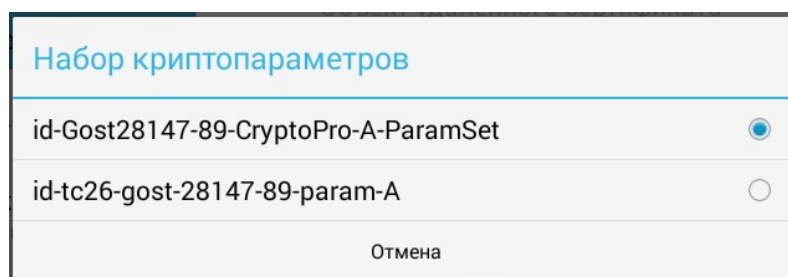 Набор криптопараметров
id-Gost28147-89-CryptoPro-A-ParamSet
id-tc26-gost-28147-89-param-A
Отмена